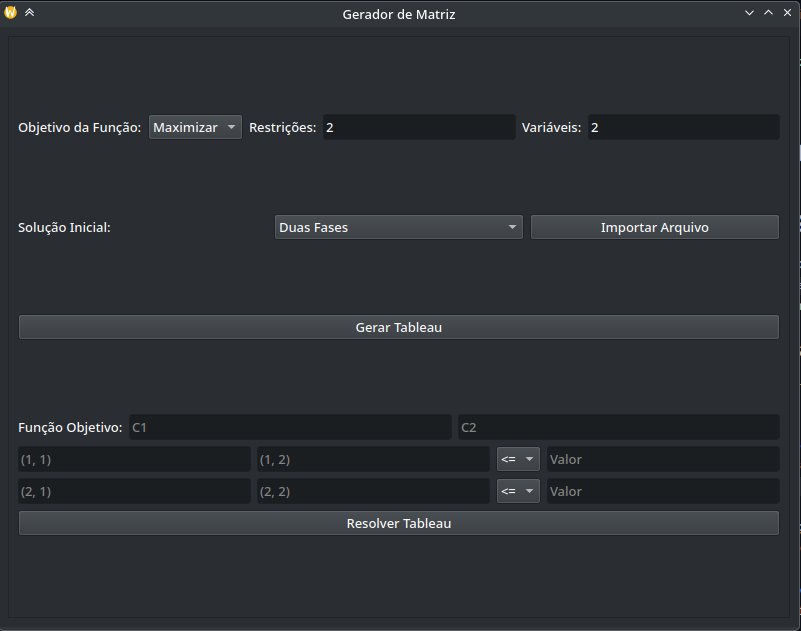 Gerador de Matriz
Objetivo da Função: Maximizar Restrições: 2 Variáveis: 2
Solução Inicial: Duas Fases Importar Arquivo
Gerar Tableau
Função Objetivo: C1 C2
(1, 1) (1, 2) <= Valor
(2, 1) (2, 2) <= Valor
Resolver Tableau